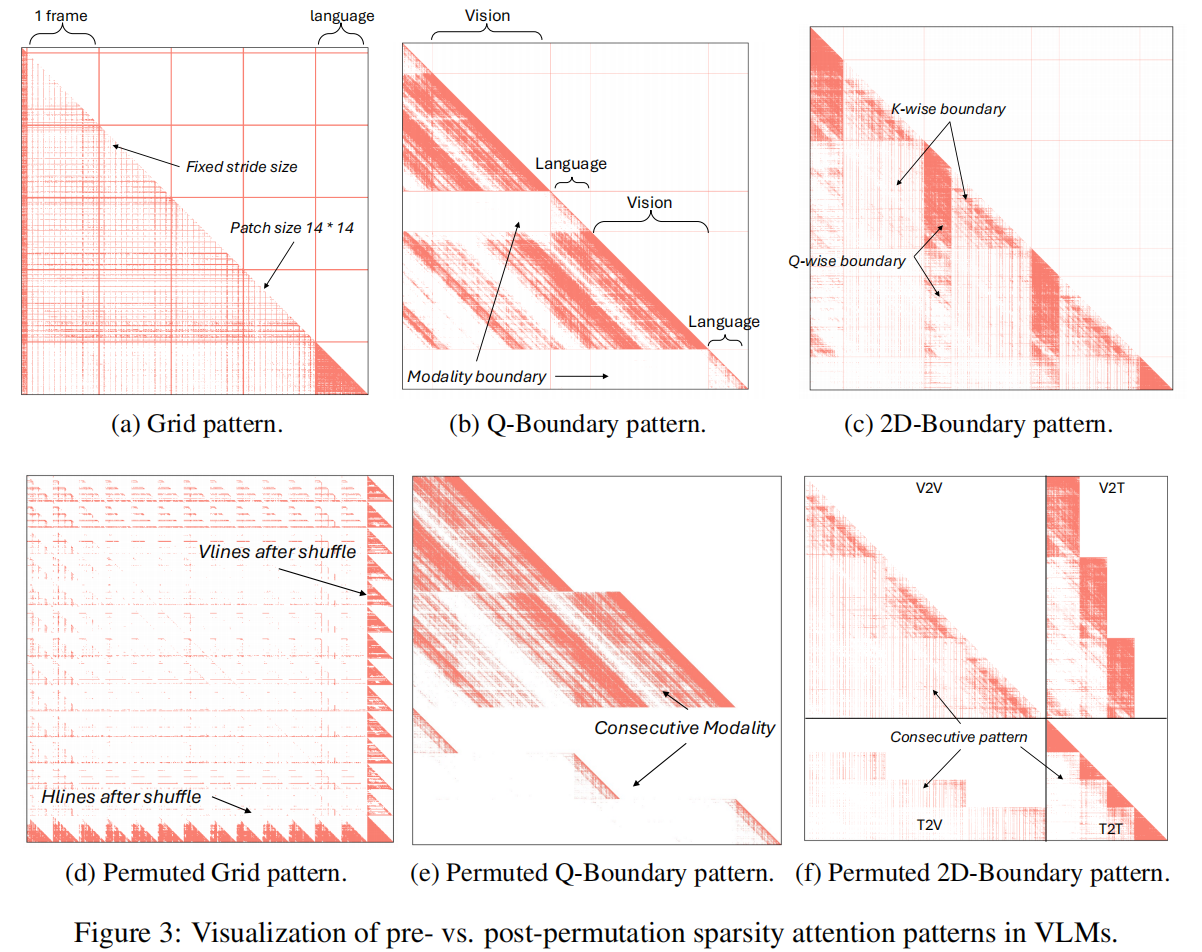 1 frame
language
Fixed stride size
Patch size 14 * 14
(a) Grid pattern.
Vision
Language
Vision
Language
Modality boundary
(b) Q-Boundary pattern.
K-wise boundary
Q-wise boundary
(c) 2D-Boundary pattern.
Vlines after shuffle
Hlines after shuffle
(d) Permuted Grid pattern.
Consecutive Modality
(e) Permuted Q-Boundary pattern.
V2V
V2T
Consecutive pattern
T2V
T2T
(f) Permuted 2D-Boundary pattern.
Figure 3: Visualization of pre- vs. post-permutation sparsity attention patterns in VLMs.